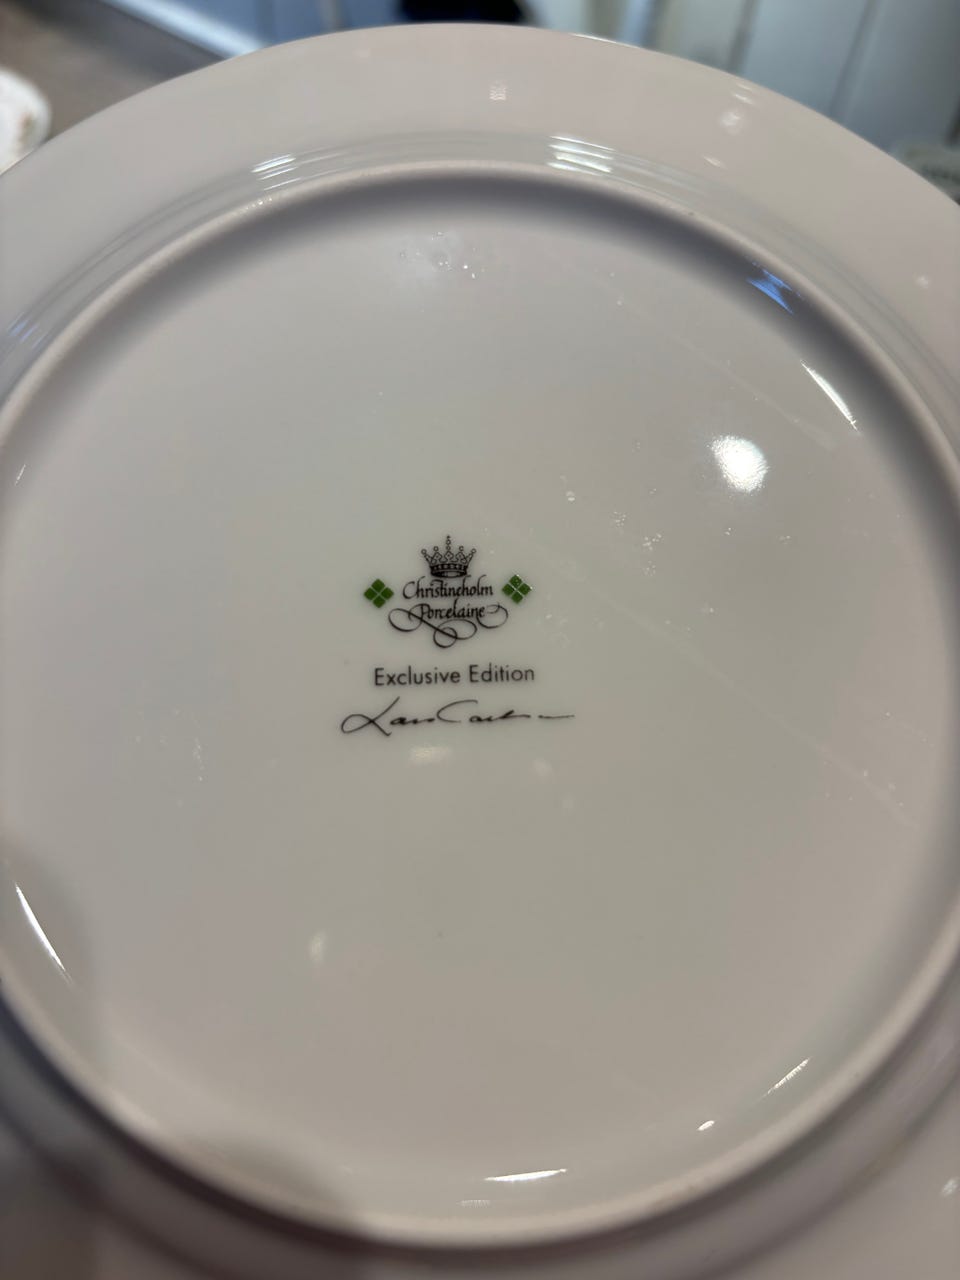 Christineholm
Porcelaine
Exclusive Edition